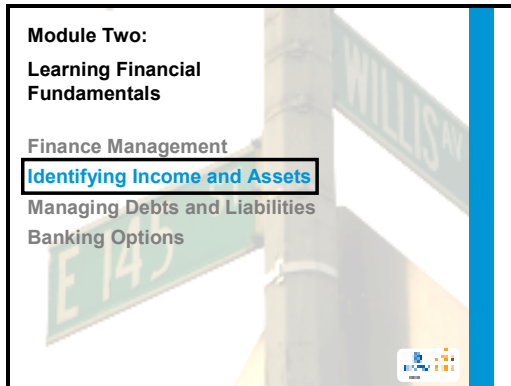 Module Two:
Learning Financial
Fundamentals
Finance Management
Identifying Income and Assets
Managing Debts and Liabilities
Banking Options
WILLIS AV
E 145